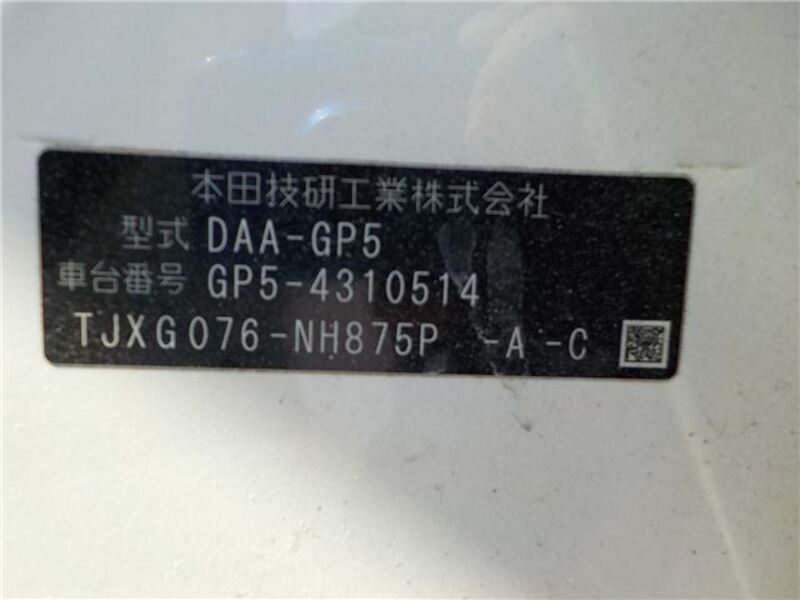 本田技研工業株式会社
型式 DAA-GP5
車台番号 GP5-4310514
TJXG076-NH875P -A -C